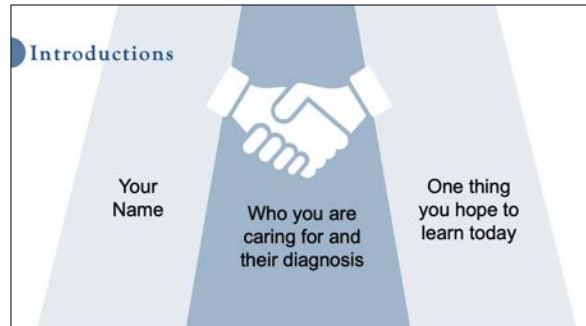 Introductions
Your
Name
Who you are
caring for and
their diagnosis
One thing
you hope to
learn today